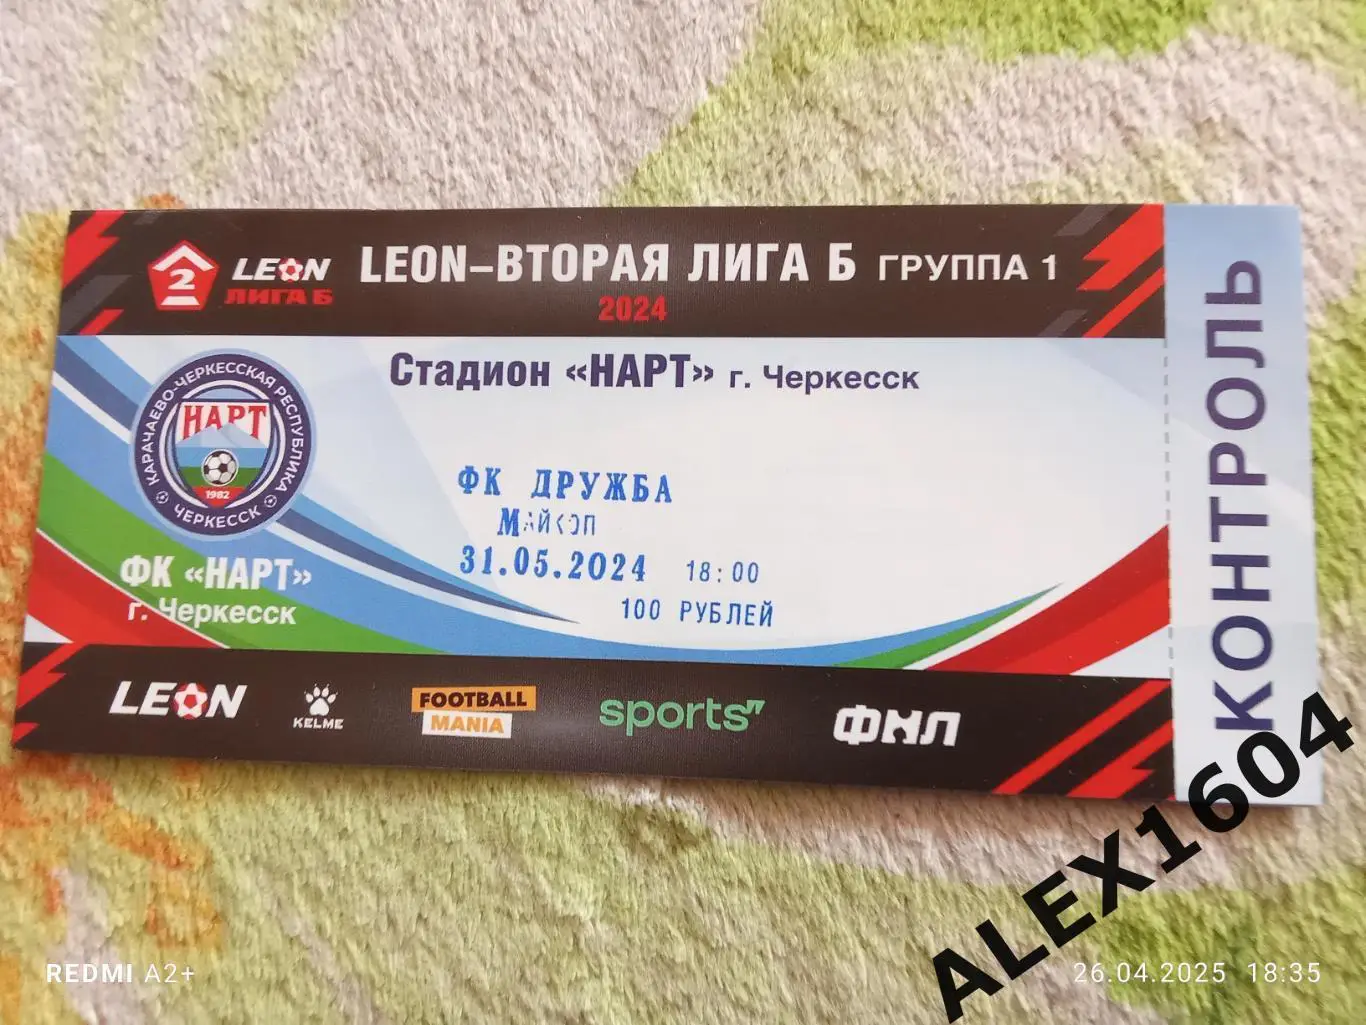 2 LEON ЛИГА Б
LEON-ВТОРАЯ ЛИГА Б ГРУППА 1
2024
Стадион «НАРТ» г. Черкесск
КАРАЧАЕВО-ЧЕРКЕССКАЯ РЕСПУБЛИКА
НАРТ
1982
ЧЕРКЕССК
ФК «НАРТ»
г. Черкесск
ФК ДРУЖБА
МАЙКОП
31.05.2024 18:00
100 РУБЛЕЙ
КОНТРОЛЬ
LEON
KELME
FOOTBALL
MANIA
sports"
ФНЛ
ALEX1604
REDMI A2+
26.04.2025 18:35